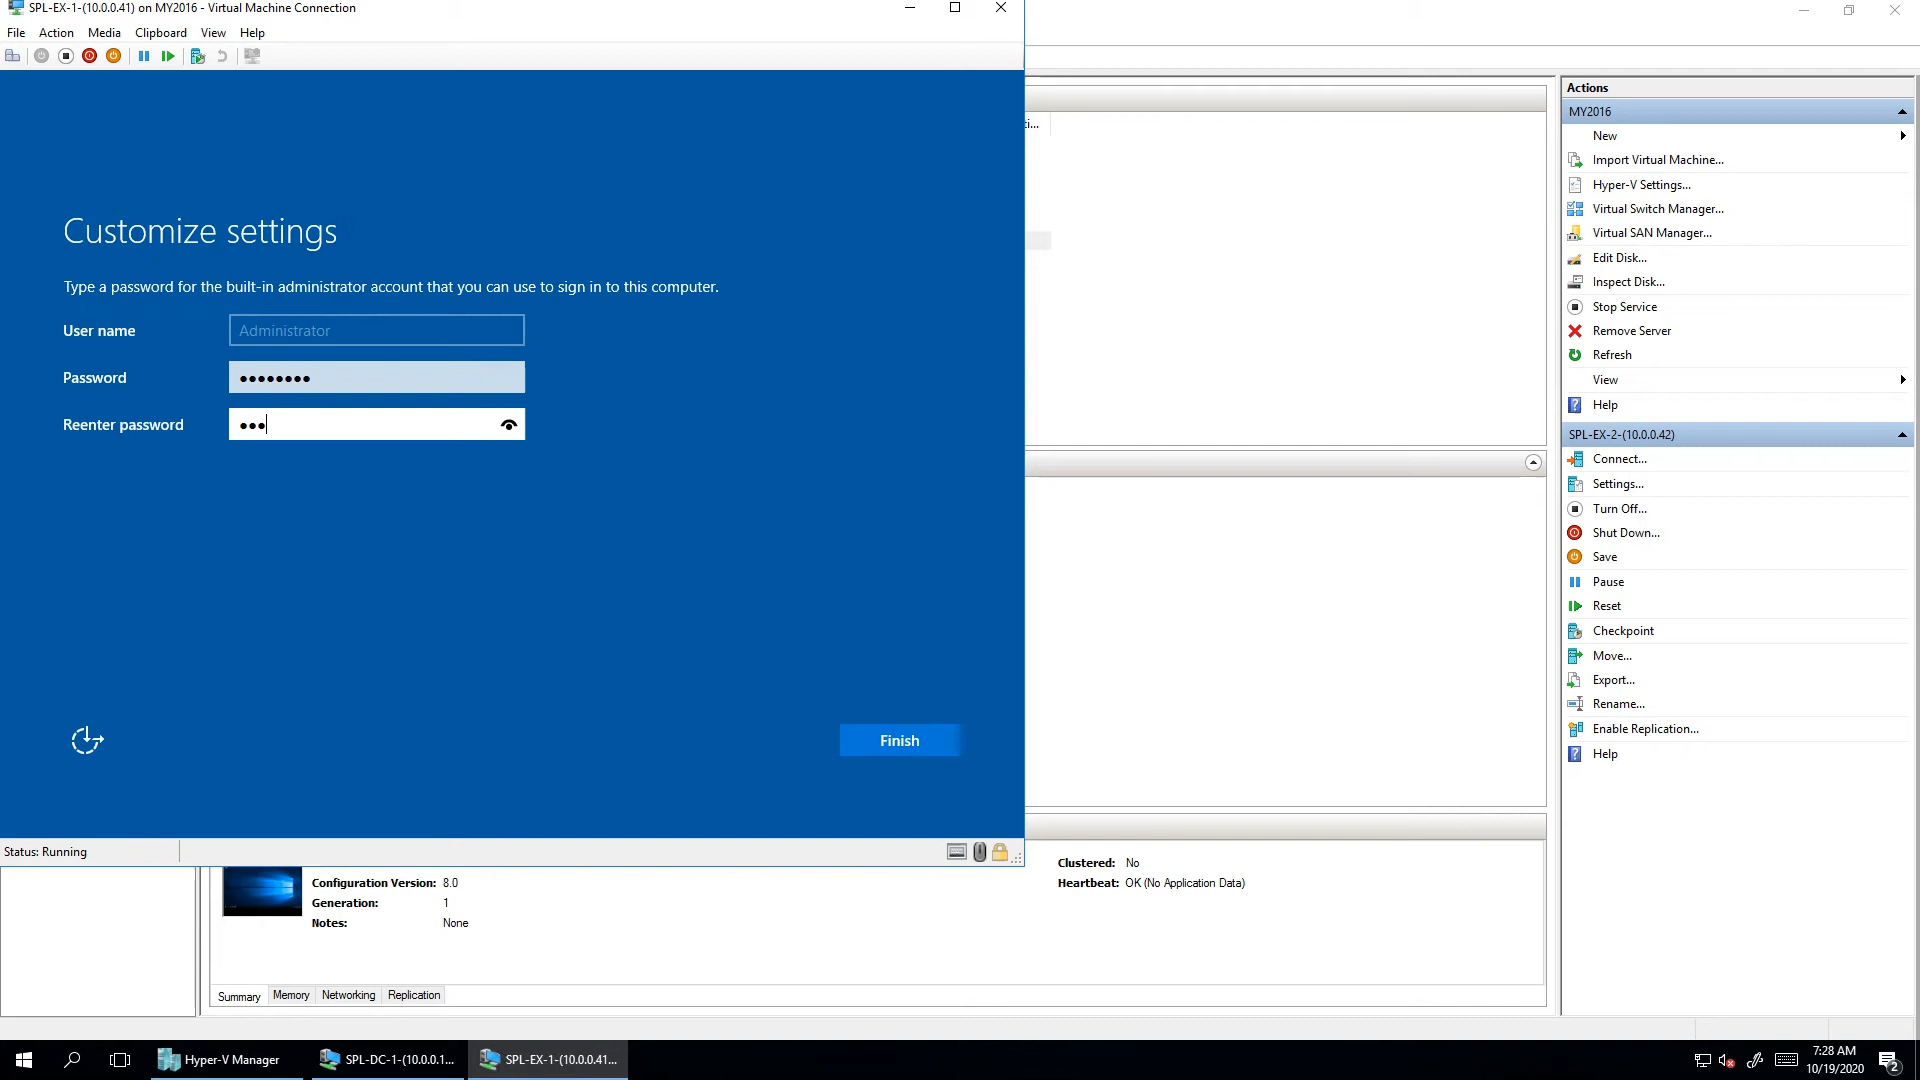 SPL-EX-1-(10.0.0.41) on MY2016 - Virtual Machine Connection
File Action Media Clipboard View Help
Customize settings
Type a password for the built-in administrator account that you can use to sign in to this computer.
User name
Administrator
Password
●●●●●●●●
Reenter password
●●●
Finish
Status: Running
Configuration Version: 8.0
Generation: 1
Notes: None
Clustered: No
Heartbeat: OK (No Application Data)
Summary Memory Networking Replication
Actions
MY2016
New
Import Virtual Machine...
Hyper-V Settings...
Virtual Switch Manager...
Virtual SAN Manager...
Edit Disk...
Inspect Disk...
Stop Service
Remove Server
Refresh
View
Help
SPL-EX-2-(10.0.0.42)
Connect...
Settings...
Turn Off...
Shut Down...
Save
Pause
Reset
Checkpoint
Move...
Export...
Rename...
Enable Replication...
Help
Hyper-V Manager
SPL-DC-1-(10.0.0.1...
SPL-EX-1-(10.0.0.41...
7:28 AM
10/19/2020
2